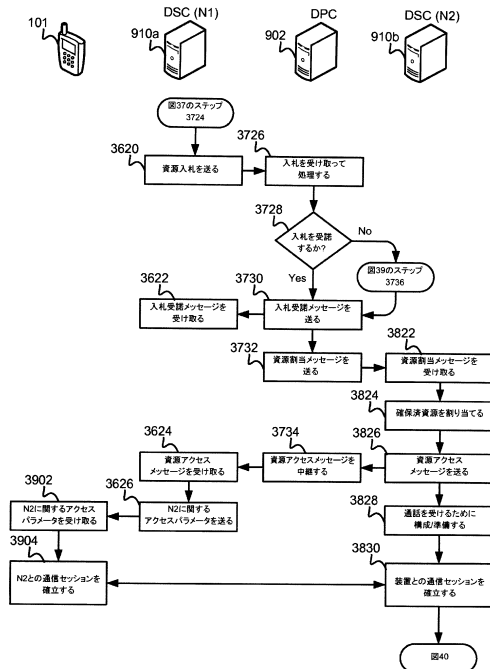 DSC (N1)
DPC
DSC (N2)
101
910a
902
910b
図37のステップ
3724
3726
3620
資源入札を送る
入札を受け取って
処理する
3728
入札を受諾
するか?
No
Yes
図39のステップ
3736
3622
入札受諾メッセージを
受け取る
3730
入札受諾メッセージを
送る
3732
資源割当メッセージを
送る
3822
資源割当メッセージを
受け取る
3824
確保済資源を割り当てる
3624
資源アクセス
メッセージを受け取る
3734
資源アクセスメッセージを
中継する
3826
資源アクセス
メッセージを送る
3902
N2に関するアクセス
パラメータを受け取る
3626
N2に関する
アクセスパラメータを送る
3828
通話を受けるために
構成/準備する
3904
N2との通信セッションを
確立する
3830
装置との通信セッションを
確立する
図40